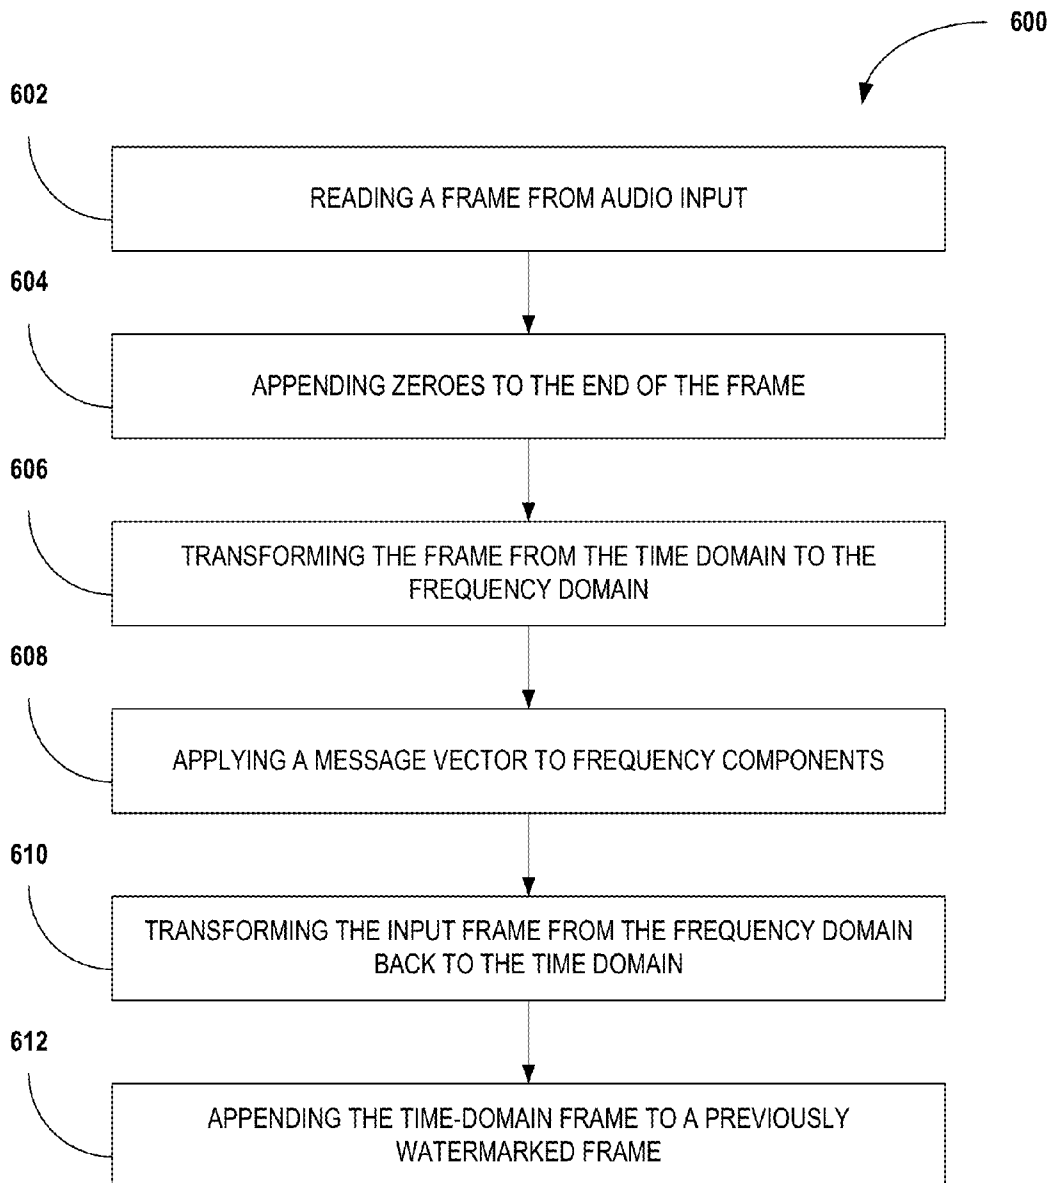 600
602
READING A FRAME FROM AUDIO INPUT
604
APPENDING ZEROES TO THE END OF THE FRAME
606
TRANSFORMING THE FRAME FROM THE TIME DOMAIN TO THE
FREQUENCY DOMAIN
608
APPLYING A MESSAGE VECTOR TO FREQUENCY COMPONENTS
610
TRANSFORMING THE INPUT FRAME FROM THE FREQUENCY DOMAIN
BACK TO THE TIME DOMAIN
612
APPENDING THE TIME-DOMAIN FRAME TO A PREVIOUSLY
WATERMARKED FRAME